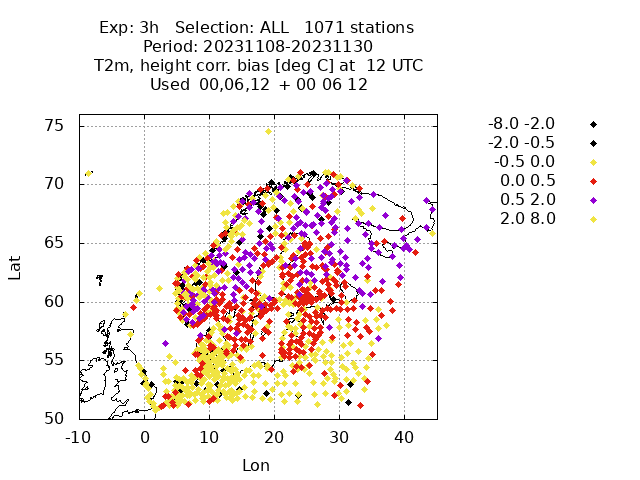 Exp: 3h   Selection: ALL   1071 stations
Period: 20231108-20231130
T2m, height corr. bias [deg C] at  12 UTC
Used  00,06,12  + 00 06 12
-8.0 -2.0
-2.0 -0.5
-0.5 0.0
0.0 0.5
0.5 2.0
2.0 8.0
75
70
65
60
55
50
Lat
-10 0 10 20 30 40
Lon